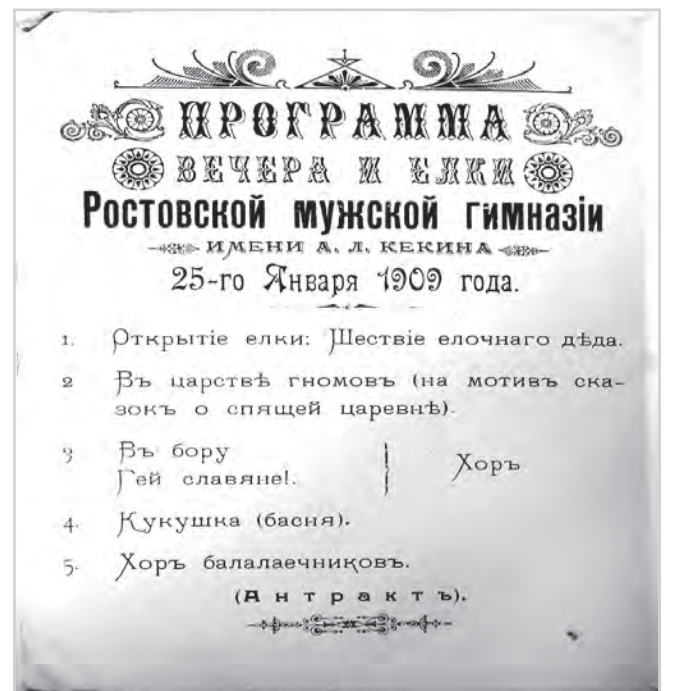 ПРОГРАММА
ВЕЧЕРА И ЕЛКИ
Ростовской мужской гимназіи
ИМЕНИ А. Л. КЕКИНА
25-го Января 1909 года.
1. Открытіе елки: Шествіе елочнаго дѣда.
2 Въ царствѣ гномовъ (на мотивъ ска-
зокъ о спящей царевнѣ).
3 Въ бору
Гей славяне!.
Хоръ
4. Кукушка (басня).
5. Хоръ балалаечниковъ.
(Антрактъ).